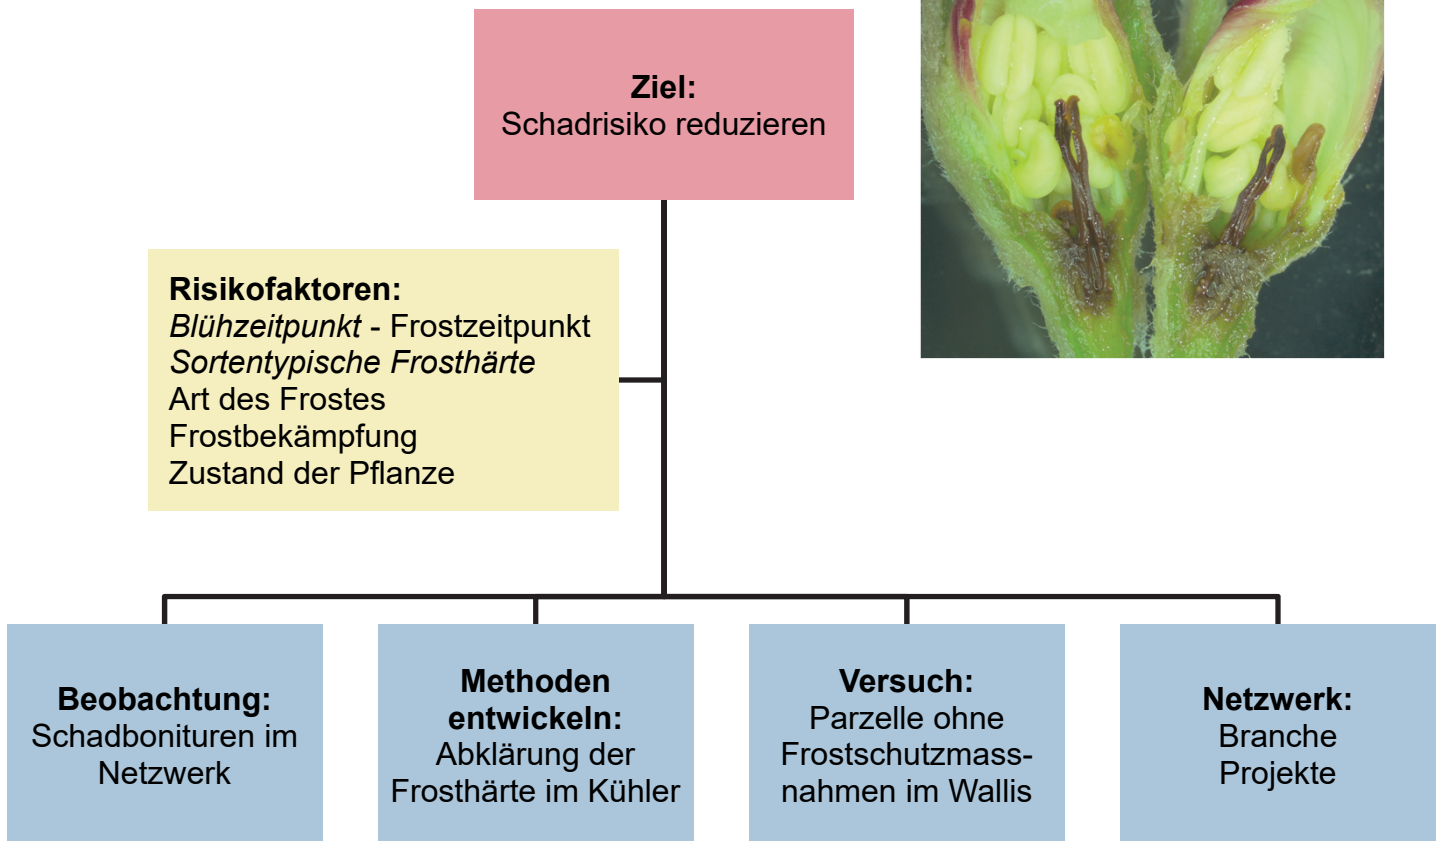 Ziel:
Schadrisiko reduzieren
Risikofaktoren:
Blühzeitpunkt - Frostzeitpunkt
Sortentypische Frosthärte
Art des Frostes
Frostbekämpfung
Zustand der Pflanze
Beobachtung:
Schadbonituren im
Netzwerk
Methoden
entwickeln:
Abklärung der
Frosthärte im Kühler
Versuch:
Parzelle ohne
Frostschutzmass-
nahmen im Wallis
Netzwerk:
Branche
Projekte